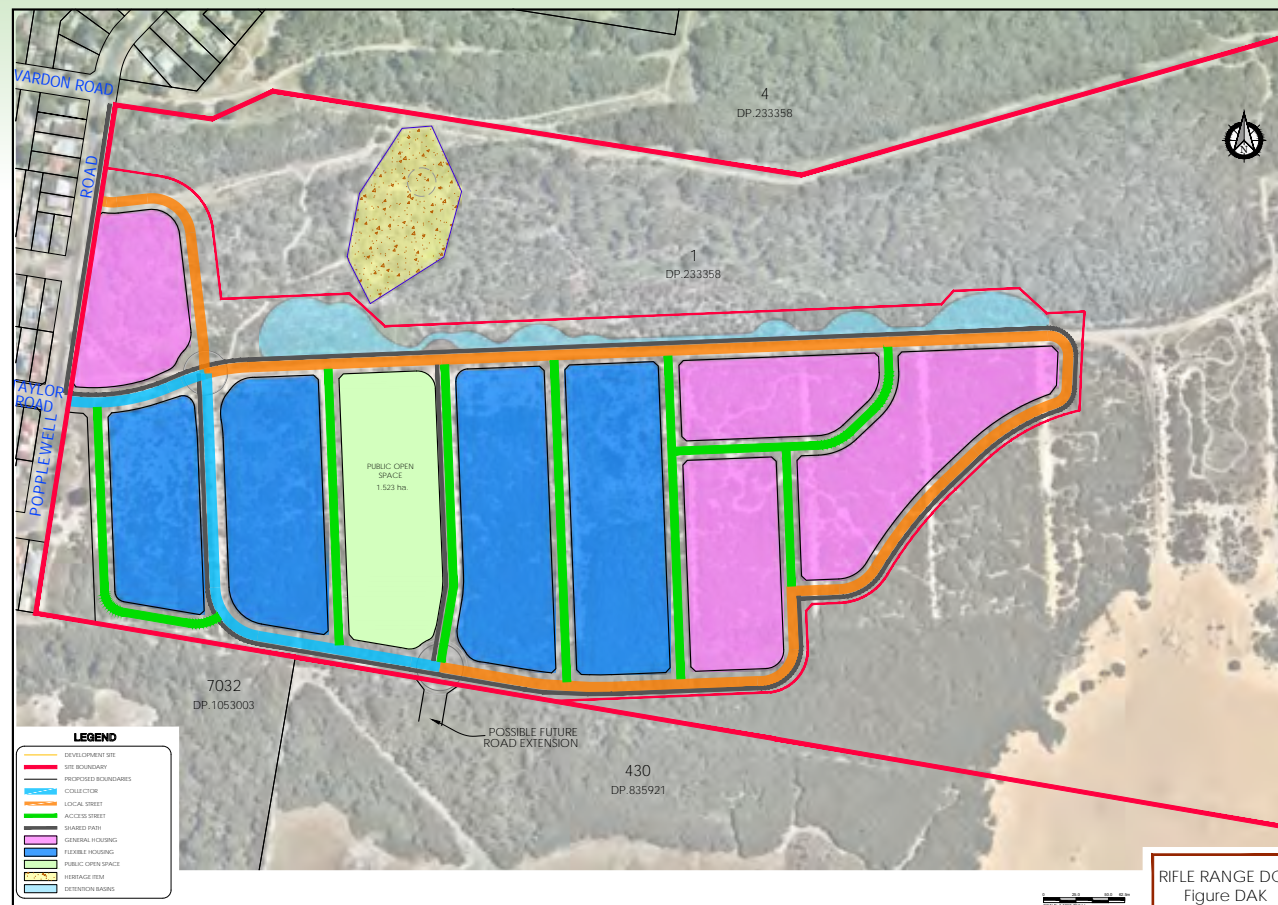 VARDON ROAD
ROAD
4
DP.233358
N
1
DP.233358
TAYLOR
ROAD
POPPLEWELL
PUBLIC OPEN
SPACE
1.523 ha.
7032
DP.1053003
POSSIBLE FUTURE
ROAD EXTENSION
430
DP.835921
LEGEND
DEVELOPMENT SITE
SITE BOUNDARY
PROPOSED BOUNDARIES
COLLECTOR
LOCAL STREET
ACCESS STREET
SHARED PATH
GENERAL HOUSING
FLEXIBLE HOUSING
PUBLIC OPEN SPACE
HERITAGE ITEM
DETENTION BASINS
RIFLE RANGE
Figure DAK